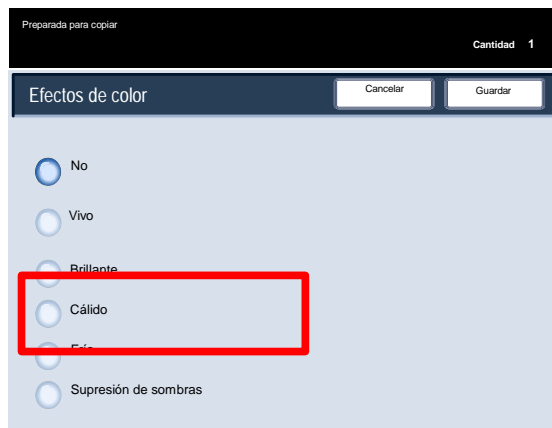 Preparada para copiar
Cantidad 1
Efectos de color
Cancelar
Guardar
No
Vivo
Brillante
Cálido
Supresión de sombras